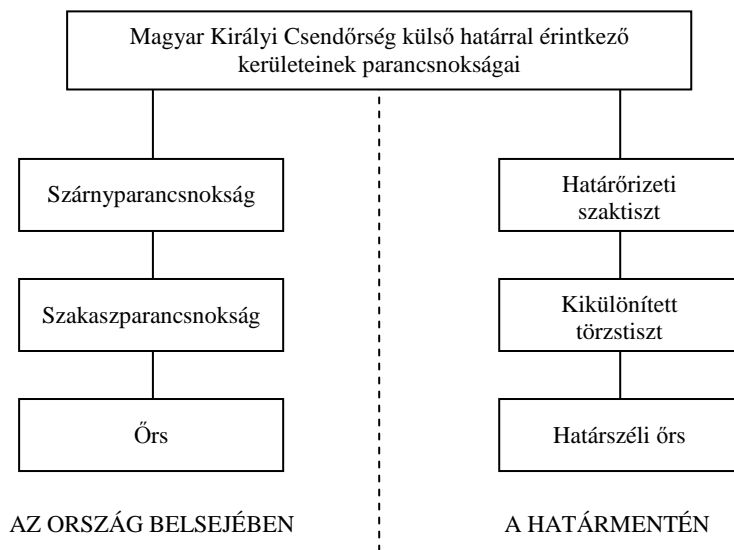 Magyar Királyi Csendőrség külső határral érintkező
kerületeinek parancsnokságai
Szárnyparancsnokság
Szakaszparancsnokság
Őrs
AZ ORSZÁG BELSEJÉBEN
Határőrizeti
szaktiszt
Kikülönített
törzstiszt
Határszéli őrs
A HATÁRMENTÉN